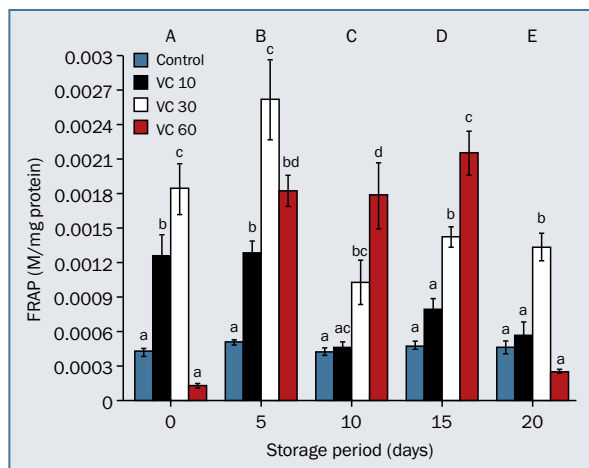 A B C D E
Control
VC 10
VC 30
VC 60
FRAP (M/mg protein)
0.003
0.0027
0.0024
0.0021
0.0018
0.0015
0.0012
0.0009
0.0006
0.0003
0
a b c a
a b c bd
a ac bc d
a a b c
a a b a
0 5 10 15 20
Storage period (days)